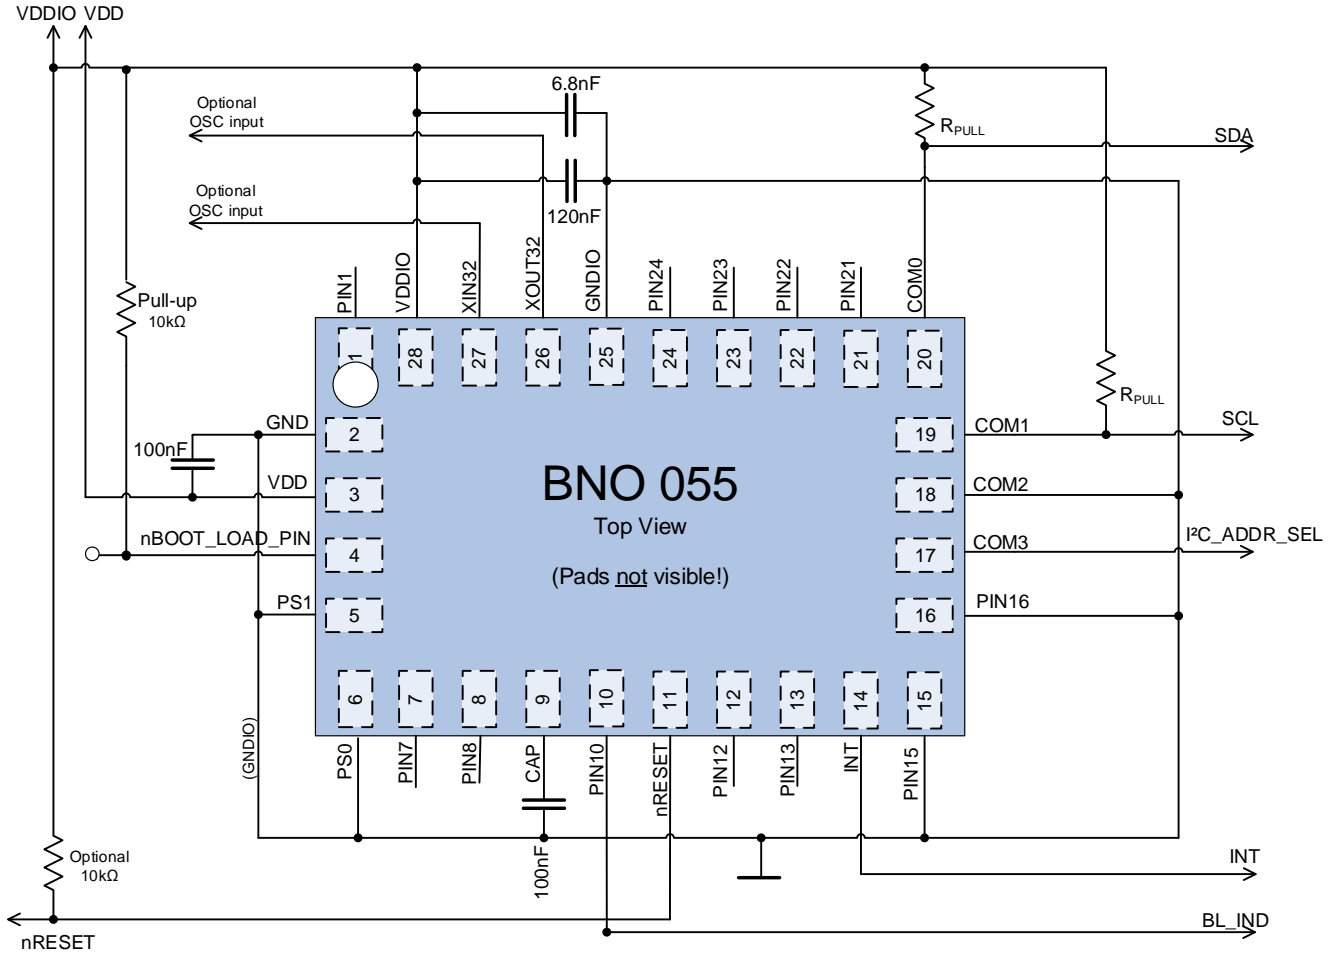 VDDIO VDD
6.8nF
Optional
OSC input
R_PULL
SDA
Optional
OSC input
120nF
PIN1
VDDIO
XIN32
XOUT32
GNDIO
PIN24
PIN23
PIN22
PIN21
COM0
Pull-up
10kΩ
1
28
27
26
25
24
23
22
21
20
R_PULL
GND
2
19
COM1
SCL
100nF
BNO 055
VDD
3
18
COM2
Top View
nBOOT_LOAD_PIN
4
17
COM3
I²C_ADDR_SEL
(Pads not visible!)
PS1
5
16
PIN16
6
7
8
9
10
11
12
13
14
15
(GNDIO)
PS0
PIN7
PIN8
CAP
PIN10
nRESET
PIN12
PIN13
INT
PIN15
Optional
10kΩ
100nF
INT
BL_IND
nRESET